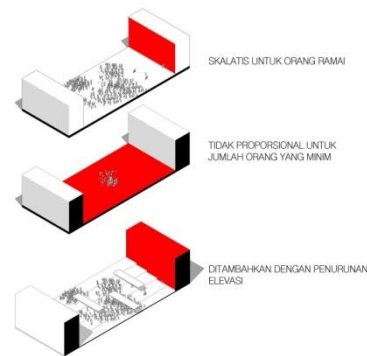 SKALATIS UNTUK ORANG RAMAI
TIDAK PROPORSIONAL UNTUK
JUMLAH ORANG YANG MINIM
DITAMBAHKAN DENGAN PENURUNAN
ELEVASI